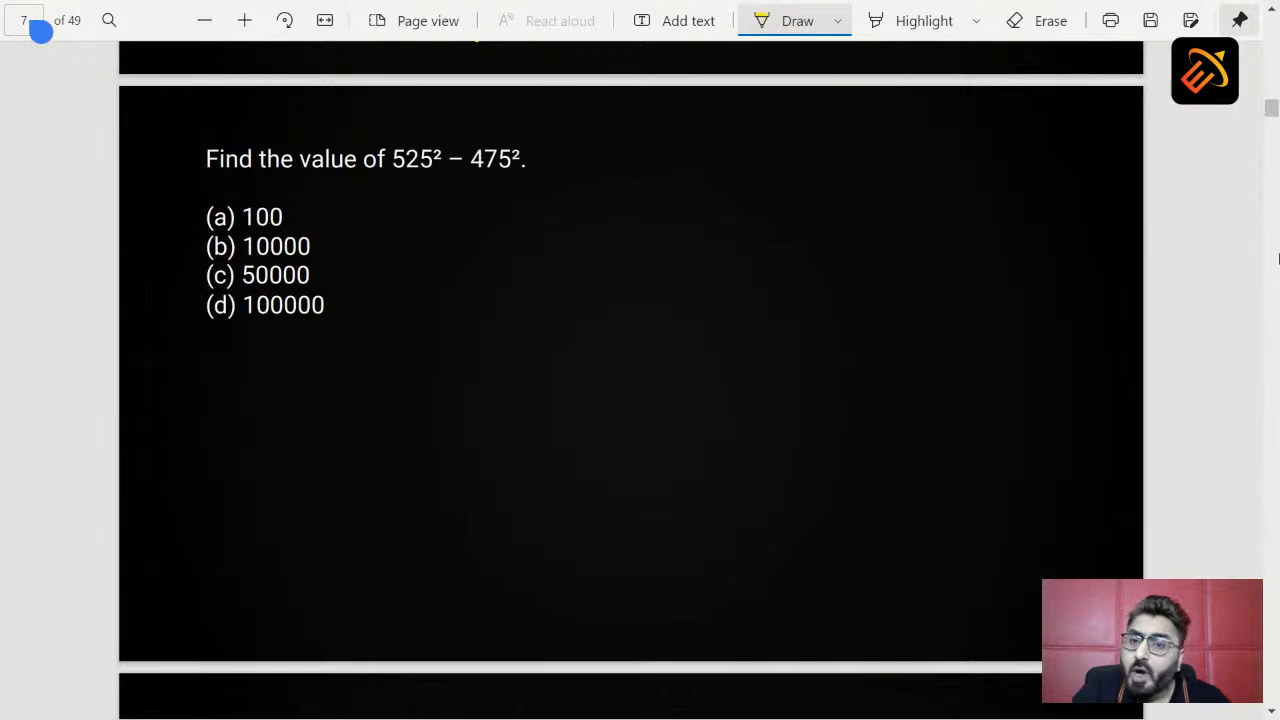 7 of 49
Page view
Read aloud
Add text
Draw
Highlight
Erase
Find the value of 525² – 475².
(a) 100
(b) 10000
(c) 50000
(d) 100000